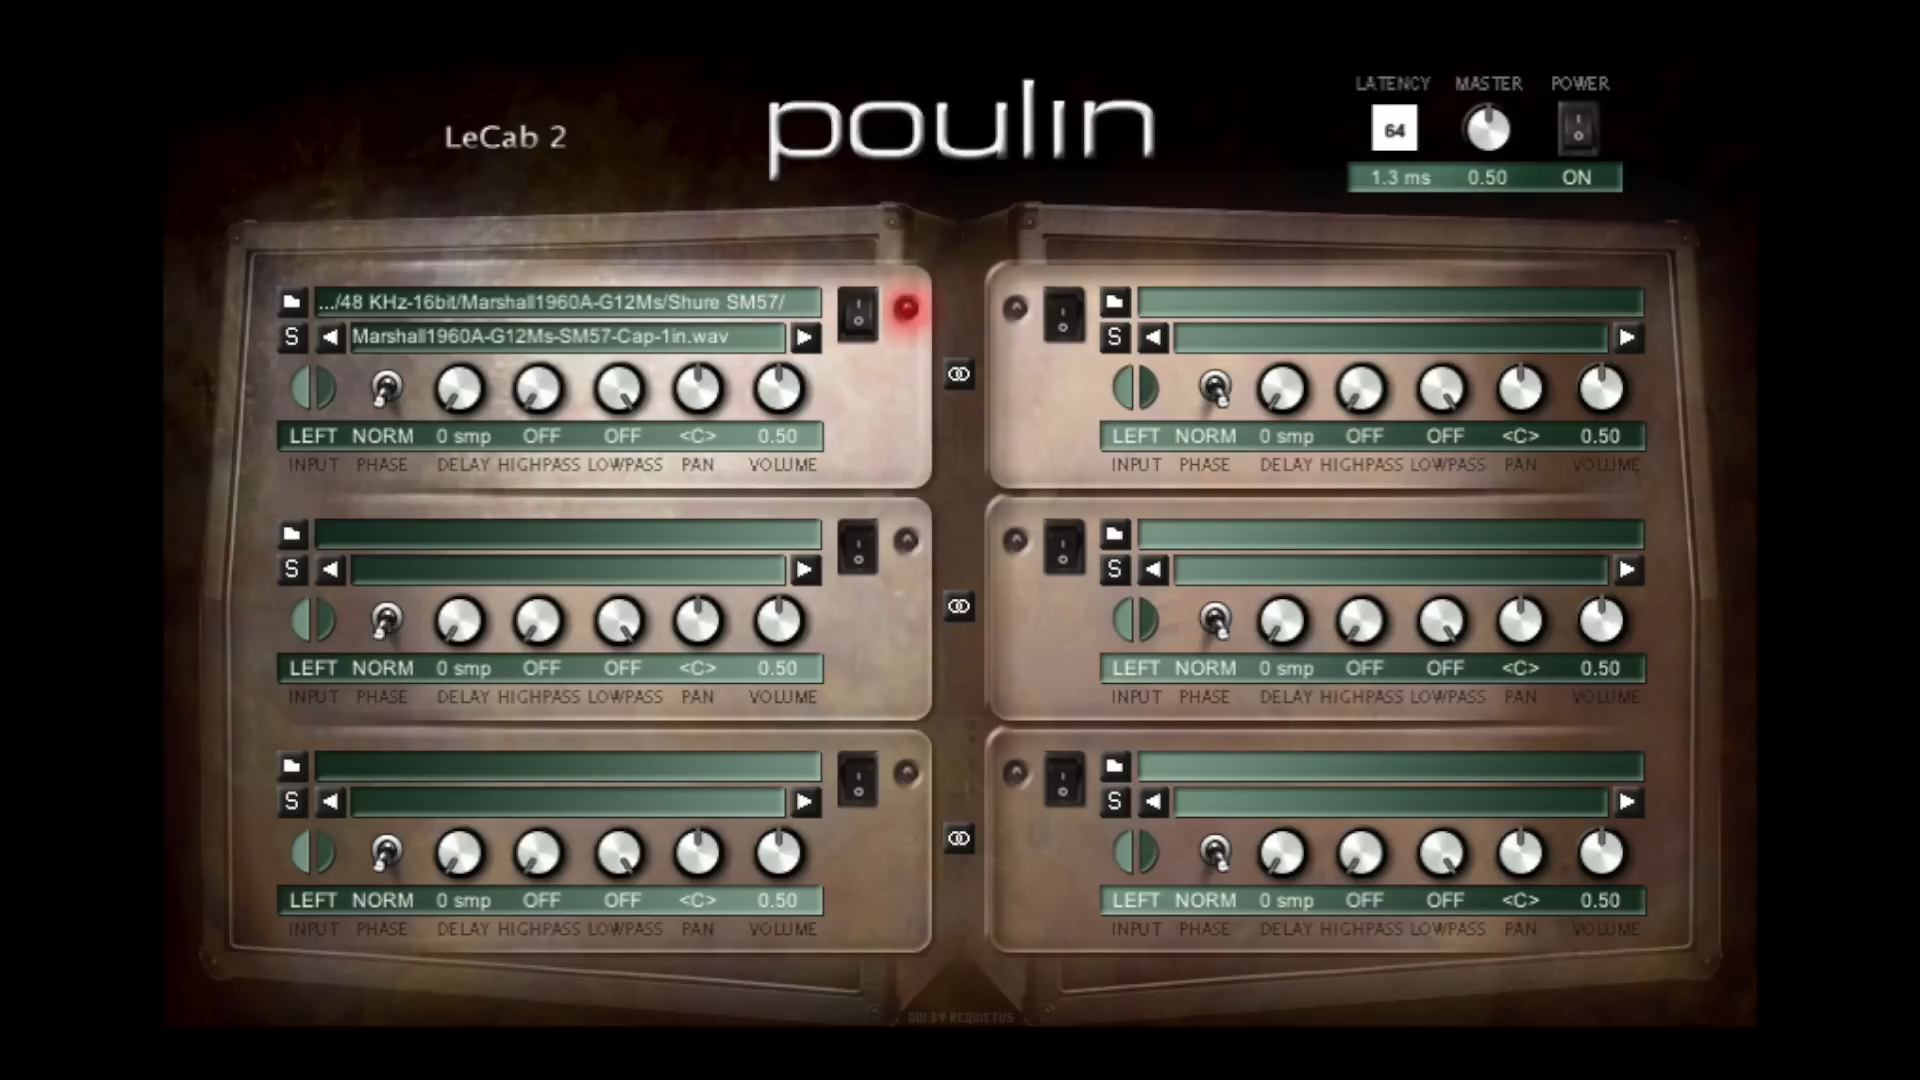 LATENCY MASTER POWER
LeCab 2
poulin
64
1.3 ms 0.50 ON
.../48 KHz-16bit/Marshall1960A-G12Ms/Shure SM57/
S Marshall1960A-G12Ms-SM57-Cap-1in.wav
LEFT NORM 0 smp OFF OFF <C> 0.50
INPUT PHASE DELAY HIGHPASS LOWPASS PAN VOLUME
S
LEFT NORM 0 smp OFF OFF <C> 0.50
INPUT PHASE DELAY HIGHPASS LOWPASS PAN VOLUME
S
LEFT NORM 0 smp OFF OFF <C> 0.50
INPUT PHASE DELAY HIGHPASS LOWPASS PAN VOLUME
S
LEFT NORM 0 smp OFF OFF <C> 0.50
INPUT PHASE DELAY HIGHPASS LOWPASS PAN VOLUME
S
LEFT NORM 0 smp OFF OFF <C> 0.50
INPUT PHASE DELAY HIGHPASS LOWPASS PAN VOLUME
S
LEFT NORM 0 smp OFF OFF <C> 0.50
INPUT PHASE DELAY HIGHPASS LOWPASS PAN VOLUME
GUI BY REQUIETUS